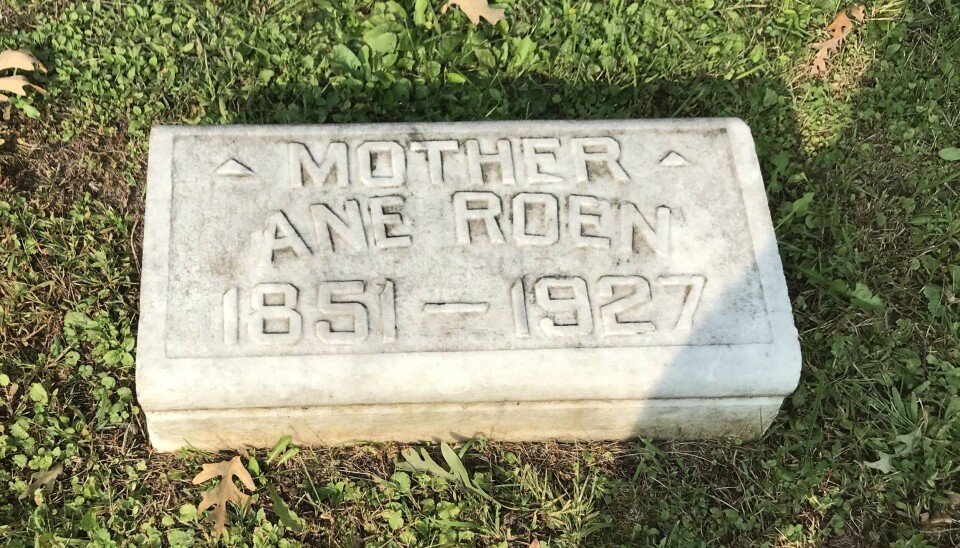 MOTHER
ANE ROEN
1851 — 1927